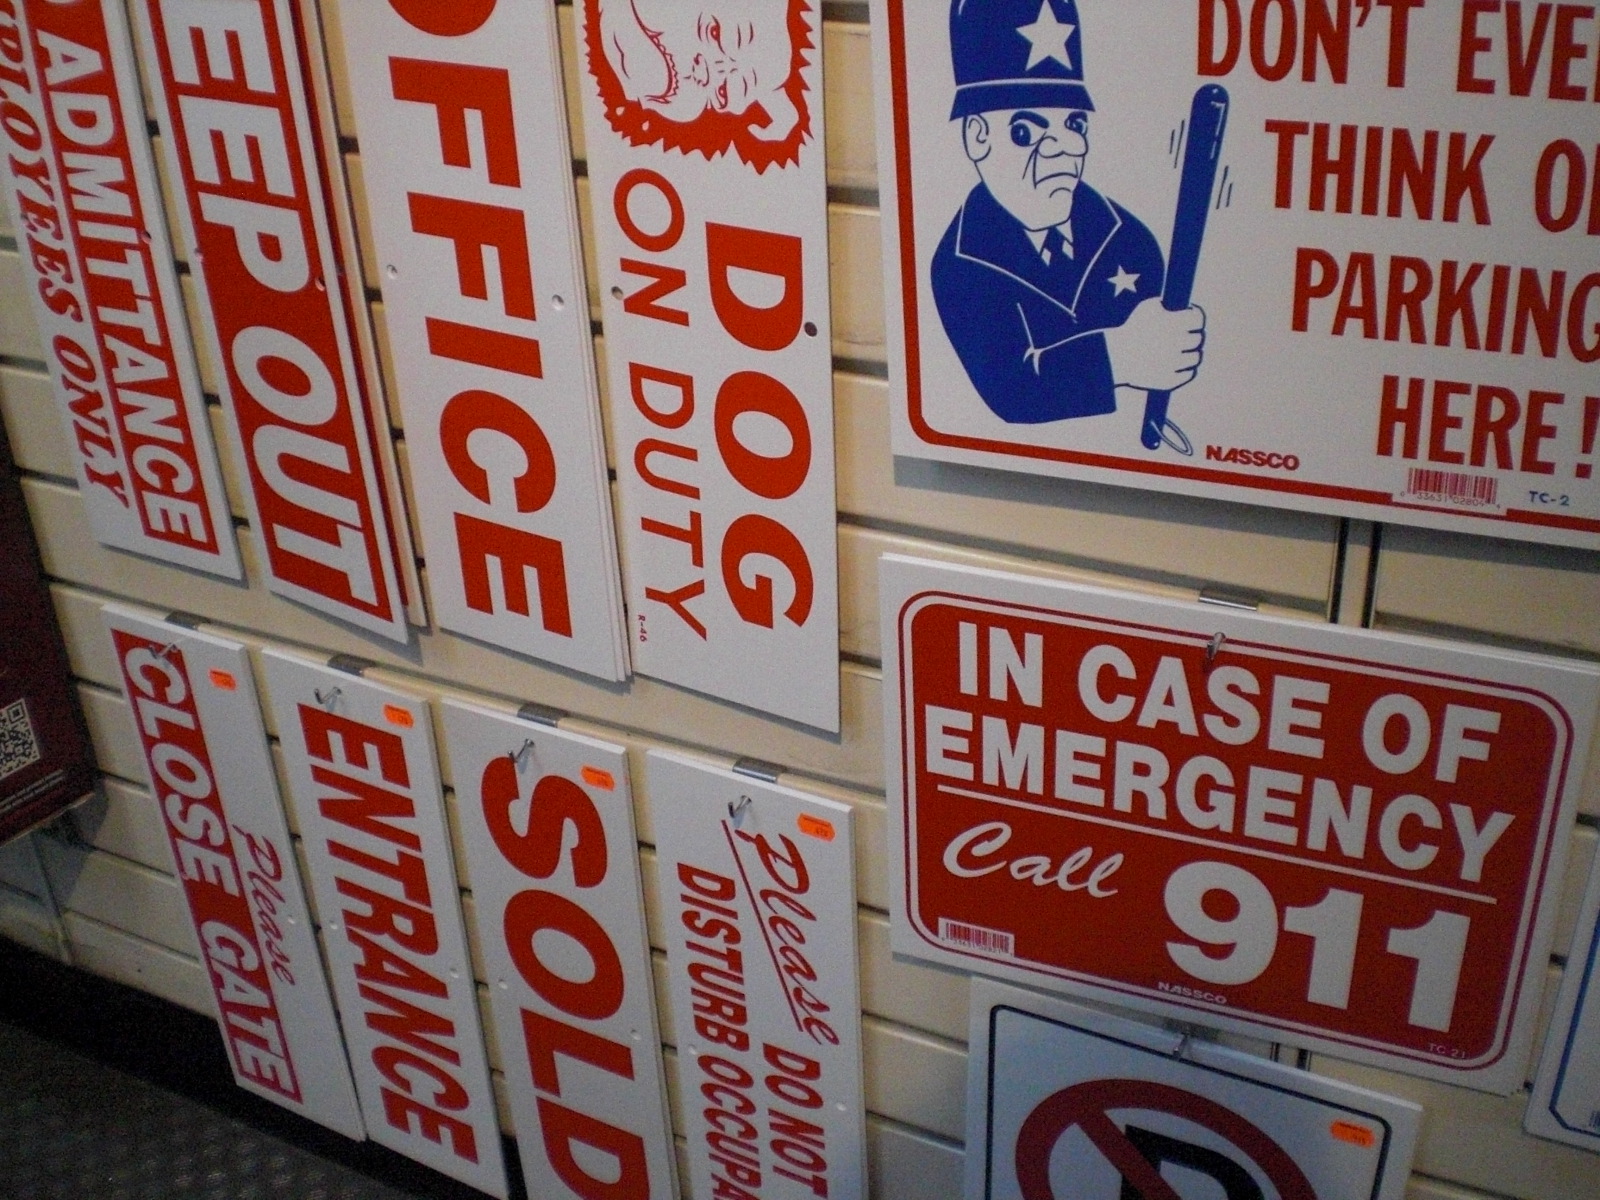 ADMITTANCE
EMPLOYEES ONLY
KEEP OUT
OFFICE
DOG
ON DUTY
R-46
DON'T EVEN
THINK OF
PARKING
HERE!
NASSCO
TC-2
Please
CLOSE GATE
ENTRANCE
SOLD
Please DO NOT
DISTURB OCCUPA
IN CASE OF
EMERGENCY
Call 911
NASSCO
TC 21